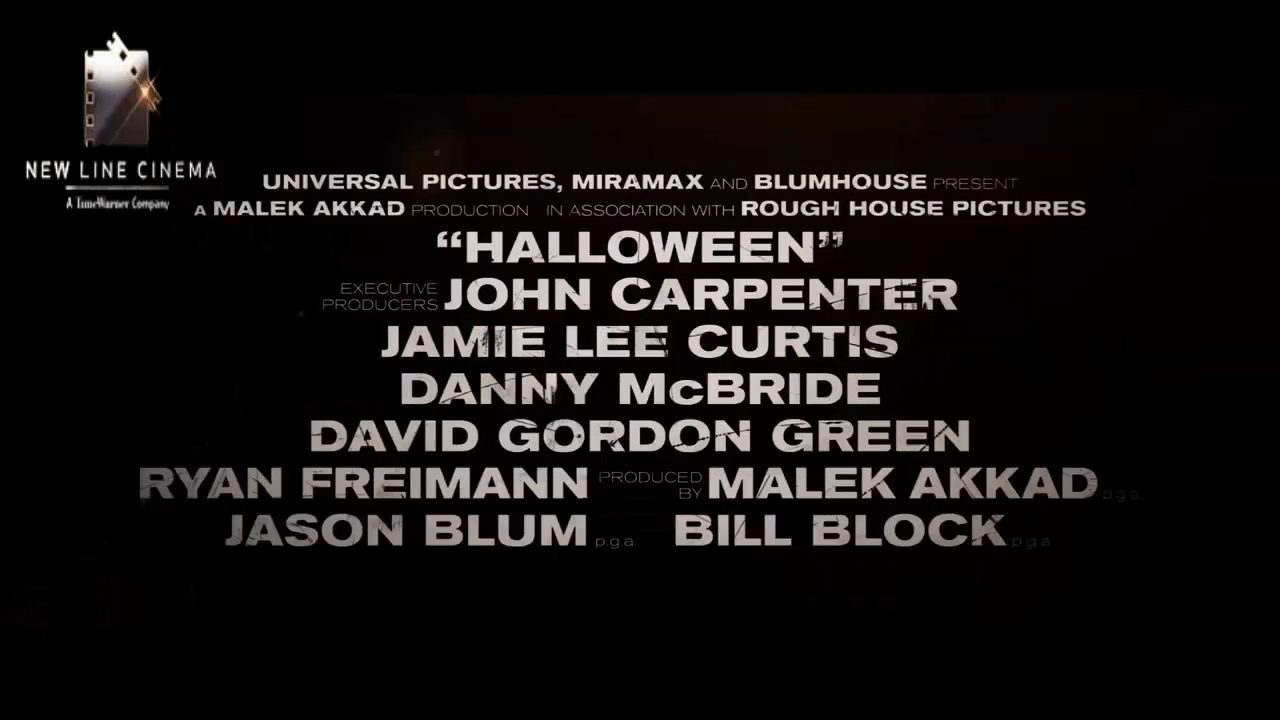 NEW LINE CINEMA
A TimeWarner Company
UNIVERSAL PICTURES, MIRAMAX AND BLUMHOUSE PRESENT
A MALEK AKKAD PRODUCTION IN ASSOCIATION WITH ROUGH HOUSE PICTURES
“HALLOWEEN”
EXECUTIVE PRODUCERS JOHN CARPENTER
JAMIE LEE CURTIS
DANNY McBRIDE
DAVID GORDON GREEN
RYAN FREIMANN PRODUCED BY MALEK AKKAD p.g.a.
JASON BLUM p.g.a. BILL BLOCK p.g.a.